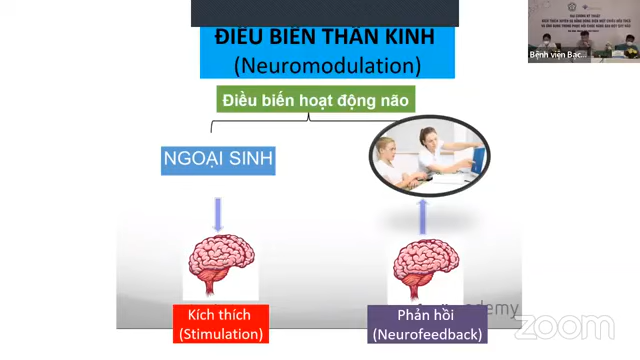 ĐIỀU BIẾN THẦN KINH
(Neuromodulation)
Điều biến hoạt động não
NGOẠI SINH
Kích thích
(Stimulation)
Phản hồi
(Neurofeedback)
zoom
Bệnh viện Bạc...